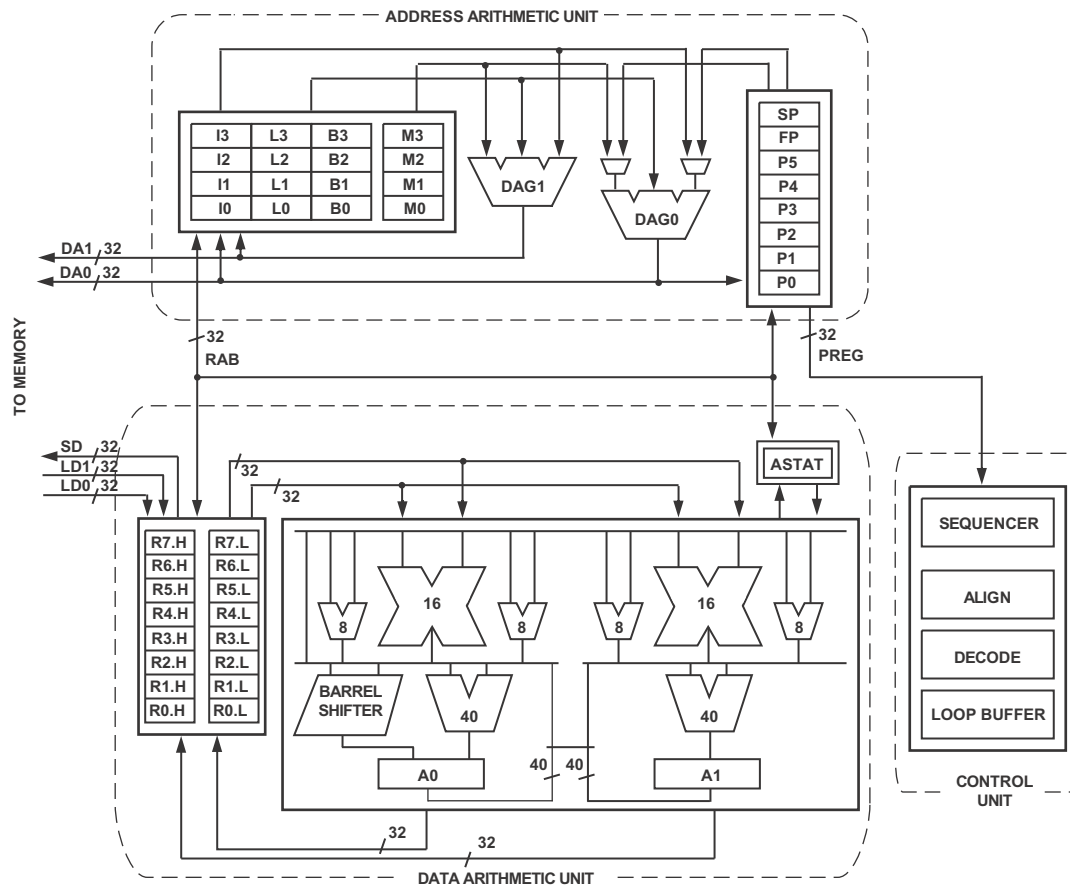 ADDRESS ARITHMETIC UNIT
SP
I3 L3 B3 M3 FP
I2 L2 B2 M2 P5
I1 L1 B1 M1 DAG1 P4
I0 L0 B0 M0 P3
DAG0 P2
DA1 32 P1
DA0 32 P0
32 32
RAB PREG
TO MEMORY
SD 32
LD1 32 32 ASTAT
LD0 32 32
R7.H R7.L SEQUENCER
R6.H R6.L
R5.H R5.L
R4.H R4.L 16 16 ALIGN
R3.H R3.L 8 8 8 8
R2.H R2.L DECODE
R1.H R1.L BARREL
R0.H R0.L SHIFTER 40 40 LOOP BUFFER
A0 40 40 A1
CONTROL
UNIT
32
32
DATA ARITHMETIC UNIT